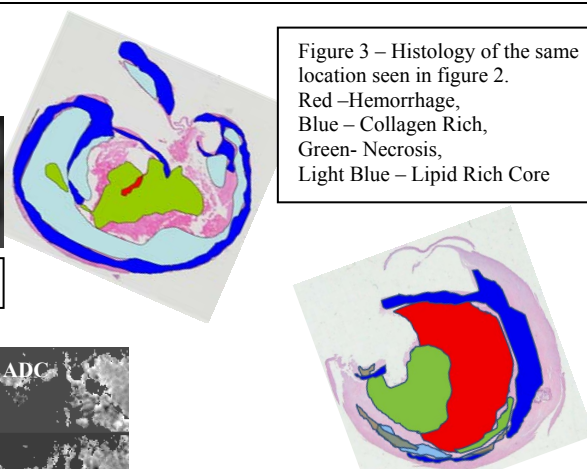 Figure 3 – Histology of the same
location seen in figure 2.
Red –Hemorrhage,
Blue – Collagen Rich,
Green- Necrosis,
Light Blue – Lipid Rich Core
ADC